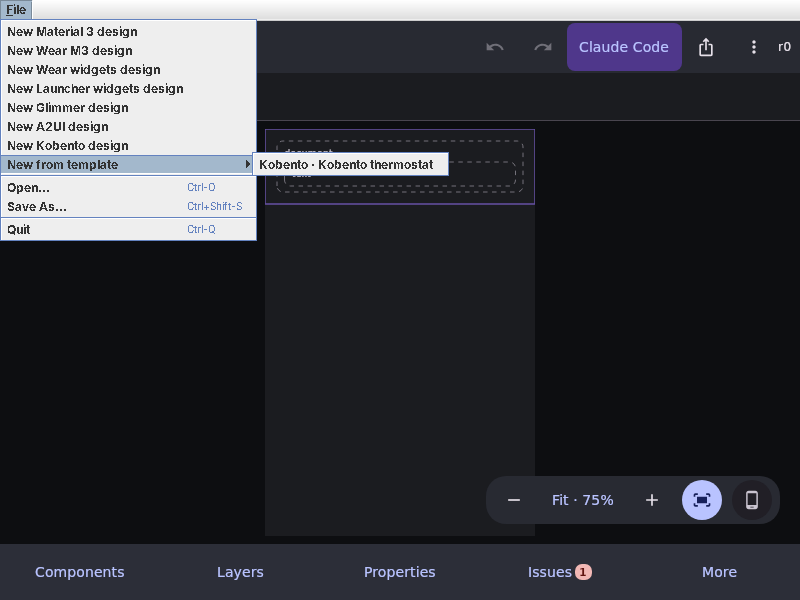 File
New Material 3 design
New Wear M3 design
New Wear widgets design
New Launcher widgets design
New Glimmer design
New A2UI design
New Kobento design
New from template
Kobento · Kobento thermostat
Open... Ctrl-O
Save As... Ctrl+Shift-S
Quit Ctrl-Q
Claude Code
r0
Fit · 75%
Components
Layers
Properties
Issues 1
More